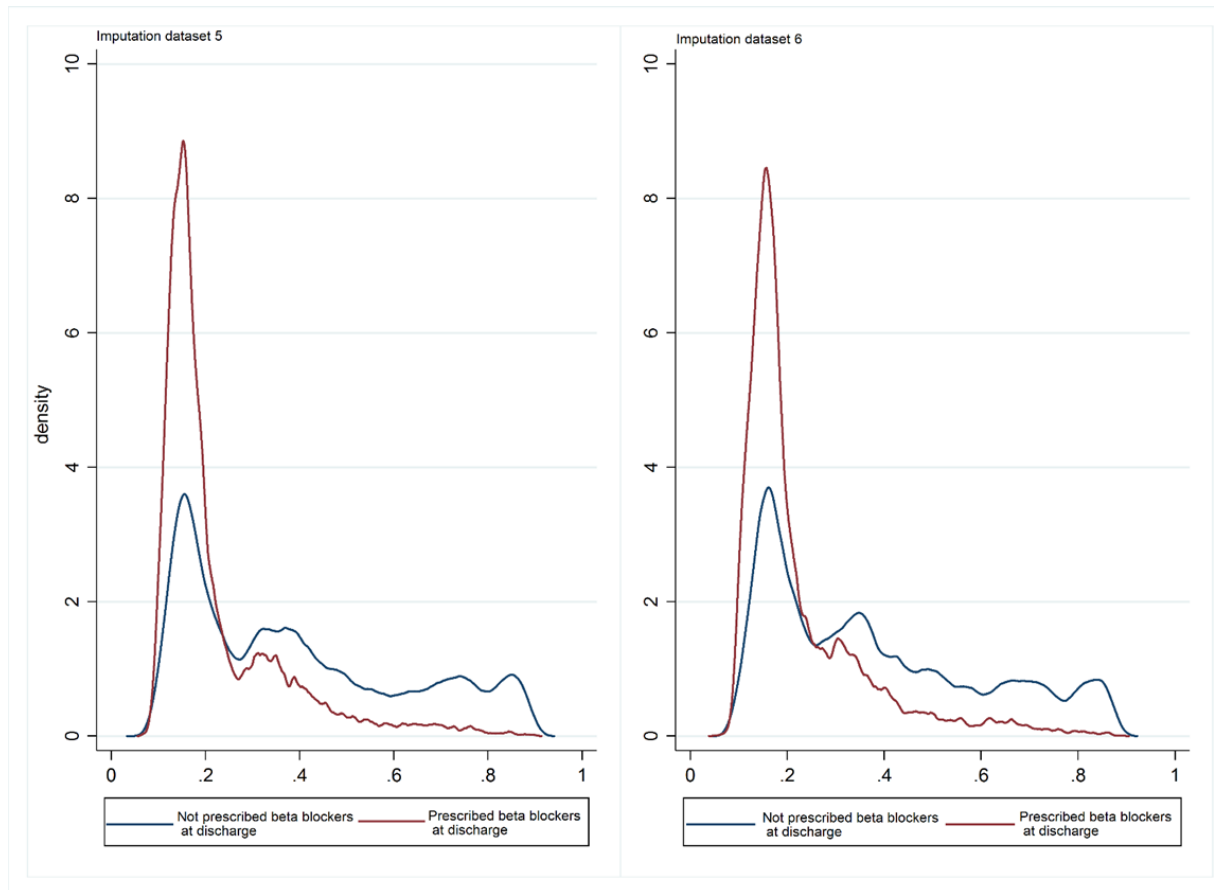 Imputation dataset 5
10
8
6
4
2
0
density
0 .2 .4 .6 .8 1
Not prescribed beta blockers
at discharge
Prescribed beta blockers
at discharge
Imputation dataset 6
10
8
6
4
2
0
0 .2 .4 .6 .8 1
Not prescribed beta blockers
at discharge
Prescribed beta blockers
at discharge